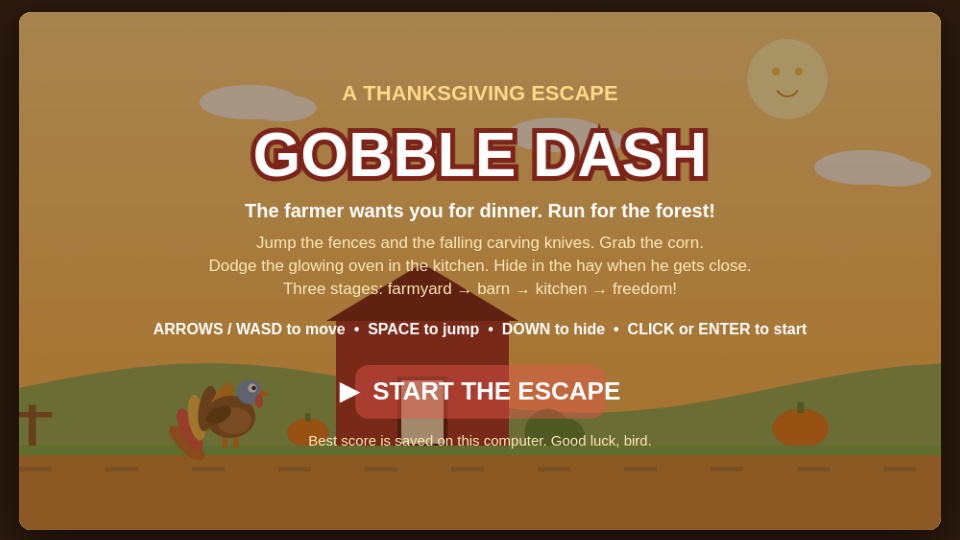 A THANKSGIVING ESCAPE
GOBBLE DASH
The farmer wants you for dinner. Run for the forest!
Jump the fences and the falling carving knives. Grab the corn.
Dodge the glowing oven in the kitchen. Hide in the hay when he gets close.
Three stages: farmyard → barn → kitchen → freedom!
ARROWS / WASD to move • SPACE to jump • DOWN to hide • CLICK or ENTER to start
▶ START THE ESCAPE
Best score is saved on this computer. Good luck, bird.